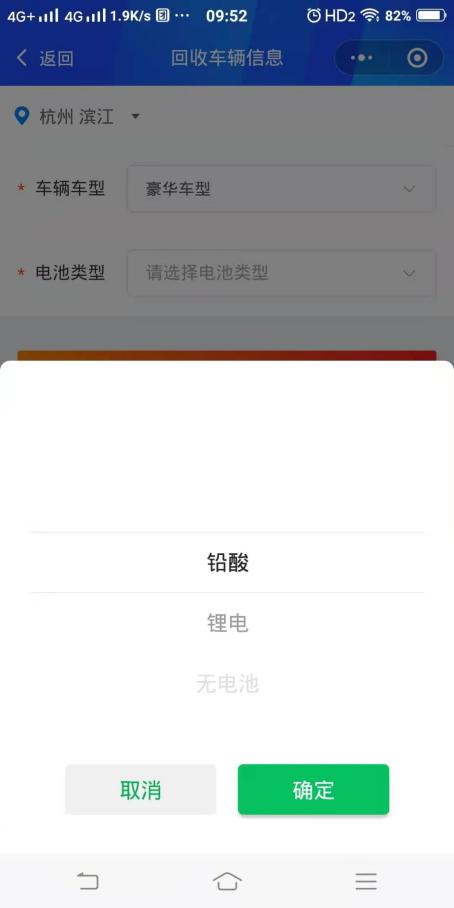 4G+ 4G 1.9K/s 团 ··· 09:52 HD2 82%
返回 回收车辆信息
杭州 滨江
* 车辆车型 豪华车型
* 电池类型 请选择电池类型
铅酸
锂电
无电池
取消 确定